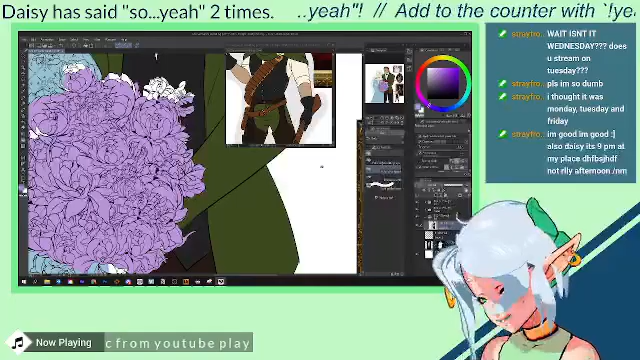 Daisy has said "so...yeah" 2 times.
..yeah"! // Add to the counter with `!ye.
strayfro.. WAIT ISNT IT
WEDNESDAY??? does
u stream on
tuesday???
strayfro.. pls im so dumb
strayfro.. i thought it was
monday, tuesday and
friday
strayfro.. im good im good :]
also daisy its 9 pm at
my place dhfbshjdf
not rlly afternoon /nm
Now Playing
c from youtube play